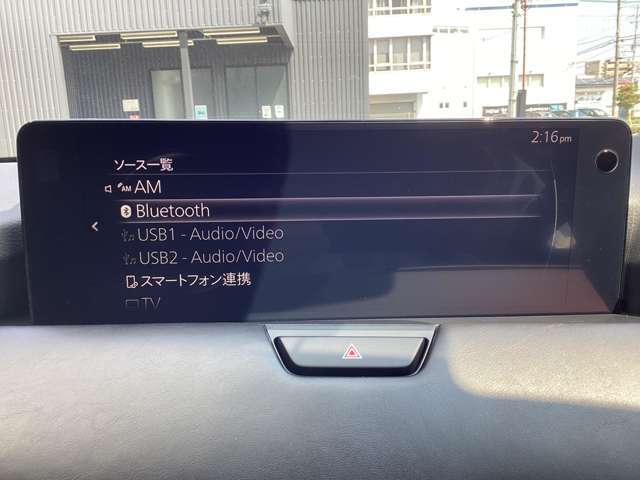 2:16pm
ソース一覧
AM AM
Bluetooth
USB1 - Audio/Video
USB2 - Audio/Video
スマートフォン連携
TV